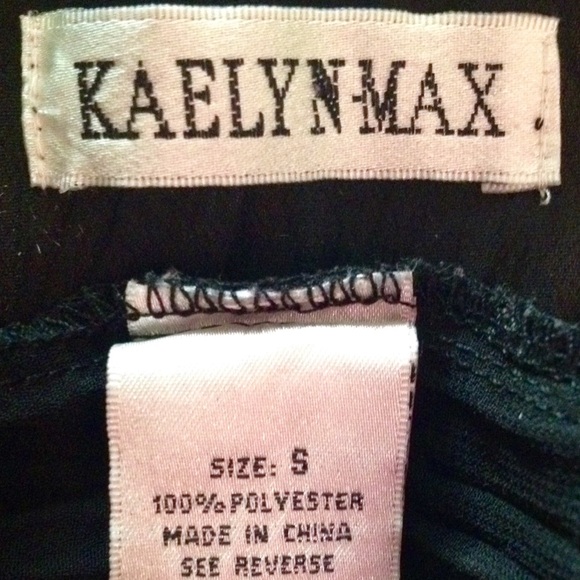 KAELYN-MAX
SIZE: S
100% POLYESTER
MADE IN CHINA
SEE REVERSE